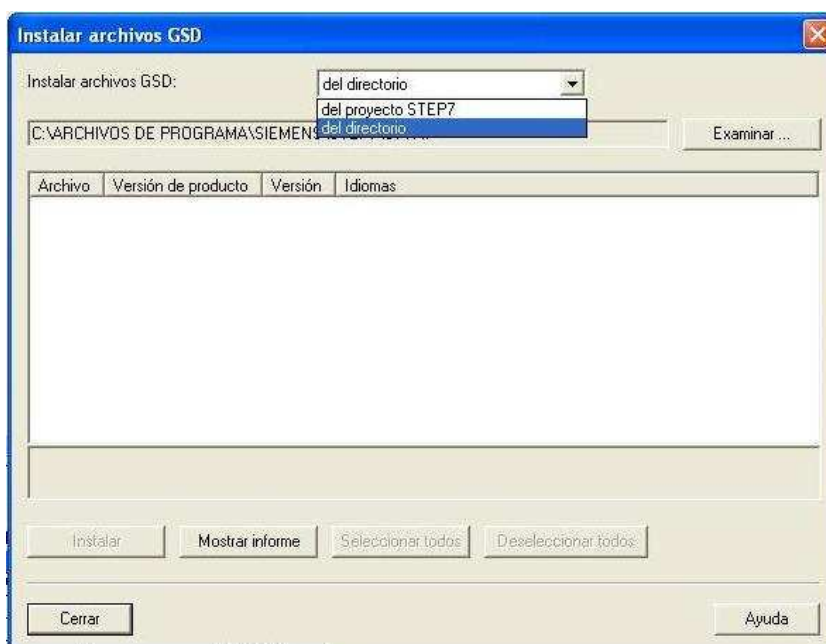 Instalar archivos GSD
Instalar archivos GSD:
del directorio
del proyecto STEP7
del directorio
C:\ARCHIVOS DE PROGRAMA\SIEMENS
Examinar ...
Archivo Versión de producto Versión Idiomas
Instalar Mostrar informe Seleccionar todos Deseleccionar todos
Cerrar Ayuda